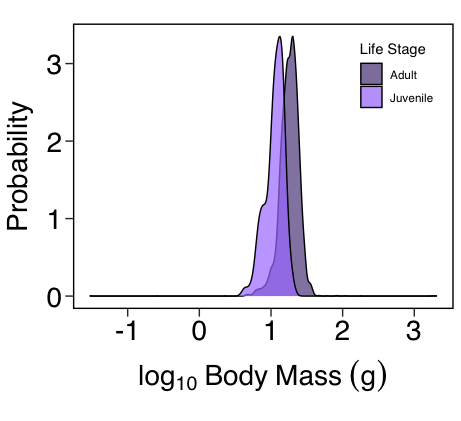 Life Stage
Adult
Juvenile
Probability
3
2
1
0
-1 0 1 2 3
log₁₀ Body Mass (g)